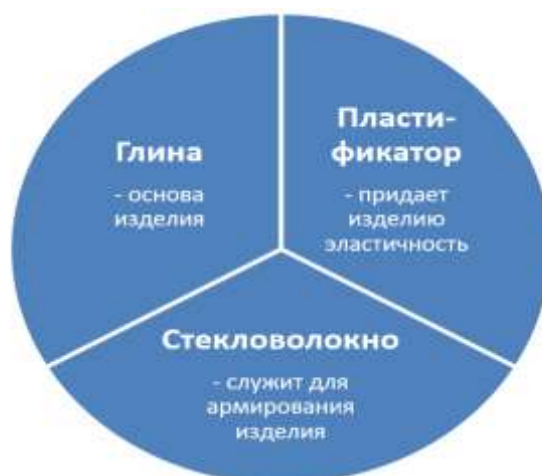 Глина
- основа
изделия
Пласти-
фикатор
- придает
изделию
эластичность
Стекловолокно
- служит для
армирования
изделия